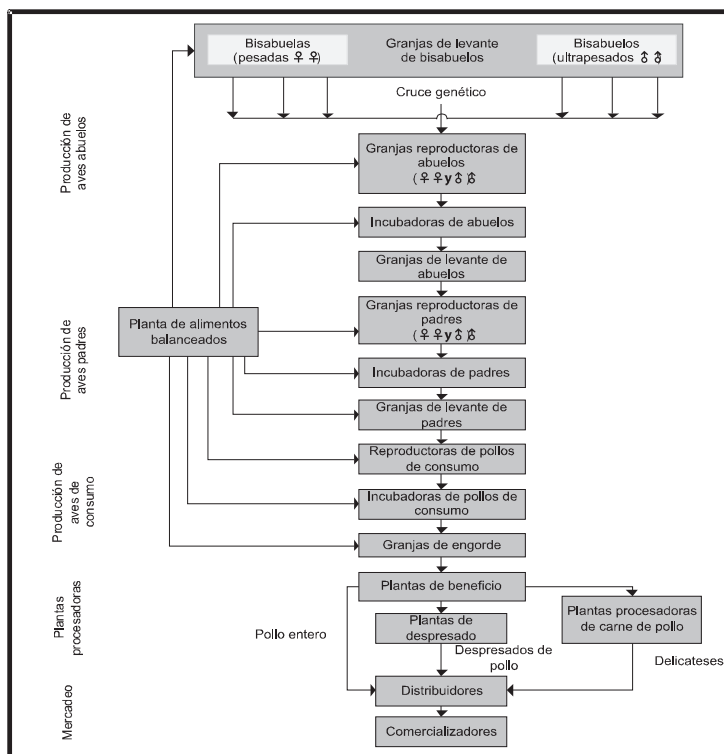 Bisabuelas
(pesadas ♀ ♀)
Granjas de levante
de bisabuelos
Bisabuelos
(ultrapesados ♂ ♂)
Cruce genético
Producción de
aves abuelos
Granjas reproductoras de
abuelos
(♀ ♀ y ♂) ♂
Incubadoras de abuelos
Granjas de levante de
abuelos
Producción de
aves padres
Planta de alimentos
balanceados
Granjas reproductoras de
padres
(♀ ♀ y ♂) ♂
Incubadoras de padres
Granjas de levante de
padres
Producción de
aves de
consumo
Reproductoras de pollos
de consumo
Incubadoras de pollos de
consumo
Granjas de engorde
Plantas
procesadoras
Plantas de beneficio
Pollo entero
Plantas de
despresado
Plantas procesadoras
de carne de pollo
Despresados de
pollo
Delicateses
Mercadeo
Distribuidores
Comercializadores